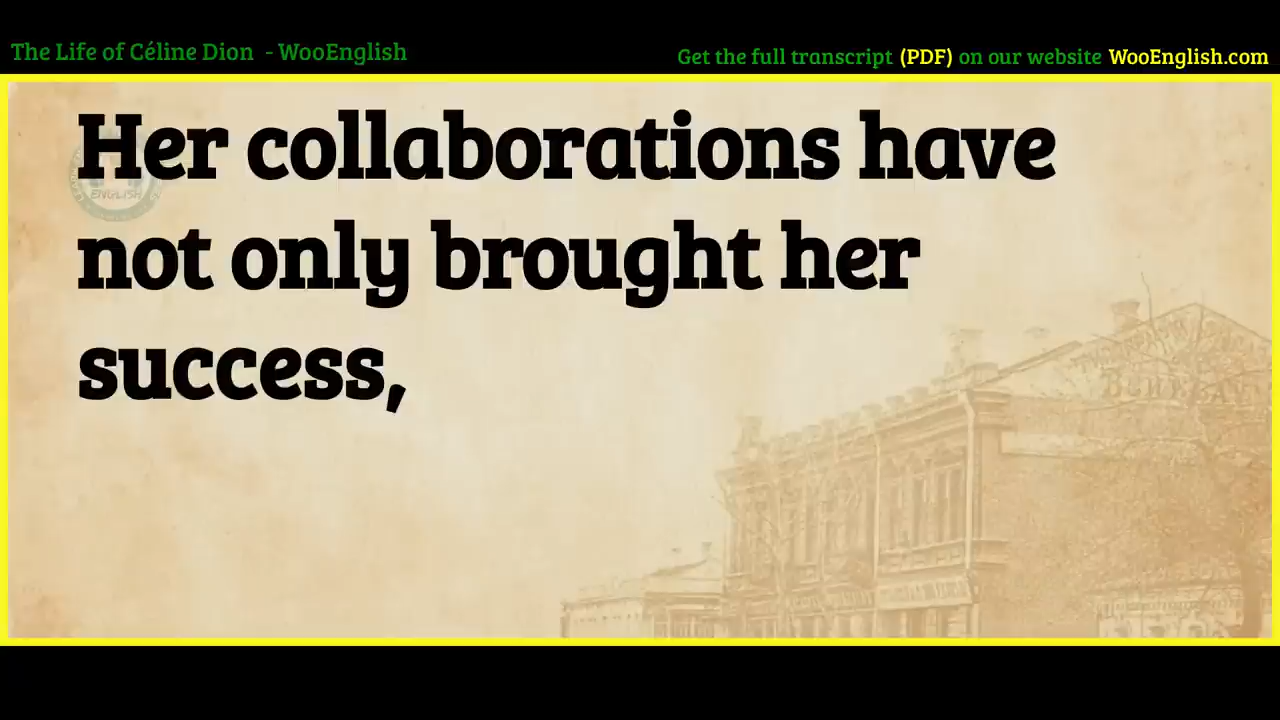 The Life of Céline Dion - WooEnglish
Get the full transcript (PDF) on our website WooEnglish.com
Her collaborations have
not only brought her
success,
ENGLISH